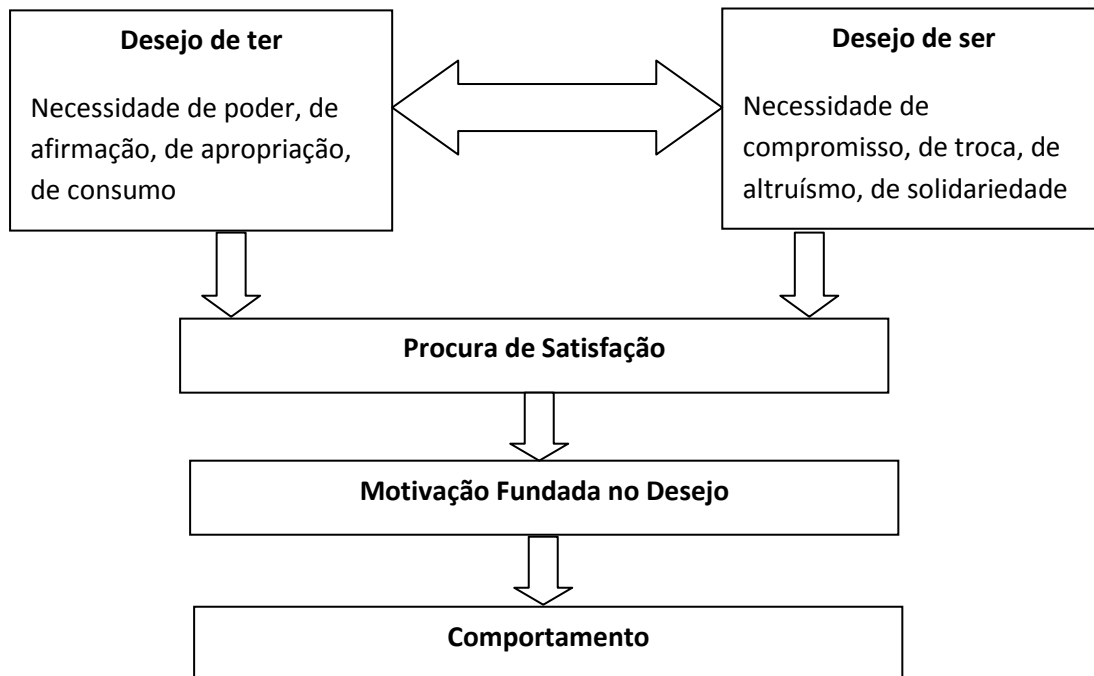 Desejo de ter
Necessidade de poder, de
afirmação, de apropriação,
de consumo
Desejo de ser
Necessidade de
compromisso, de troca, de
altruísmo, de solidariedade
Procura de Satisfação
Motivação Fundada no Desejo
Comportamento